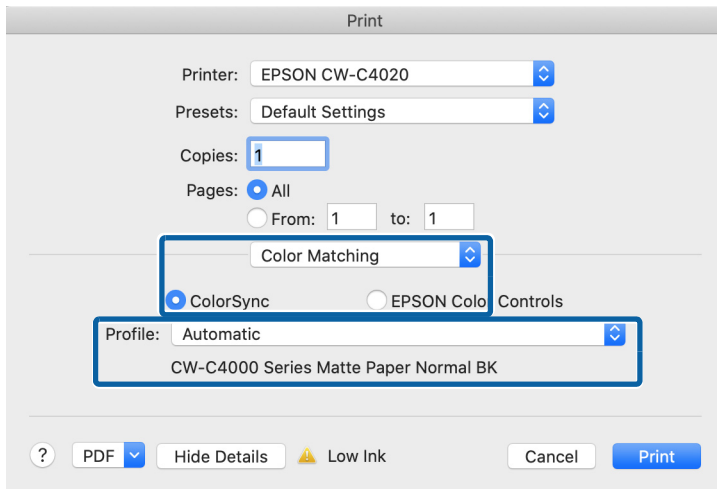 Print
Printer: EPSON CW-C4020
Presets: Default Settings
Copies: 1
Pages: All
From: 1 to: 1
Color Matching
ColorSync EPSON Color Controls
Profile: Automatic
CW-C4000 Series Matte Paper Normal BK
? PDF Hide Details Low Ink Cancel Print